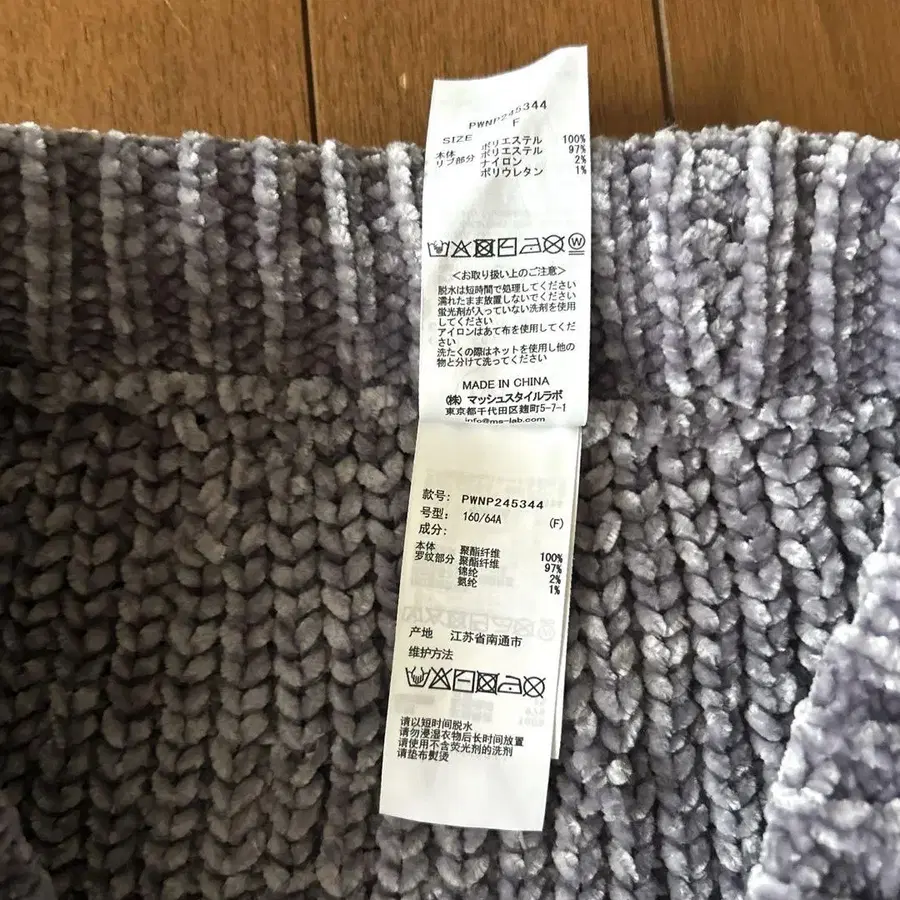 PWNP245344
SIZE F
本体 ポリエステル 100%
リブ部分 ポリエステル 97%
ナイロン 2%
ポリウレタン 1%
W
<お取り扱い上のご注意>
脱水は短時間で処理してください
濡れたまま放置しないでください
蛍光剤が入っていない洗剤を使用
してください
アイロンはあて布を使用してくだ
さい
洗たくの際はネットを使用し他の
物と分けて洗ってください
MADE IN CHINA
(株) マッシュスタイルラボ
東京都千代田区麹町5-7-1
info@ms-lab.com
款号: PWNP245344
号型: 160/64A (F)
成分:
本体 聚酯纤维 100%
罗纹部分 聚酯纤维 97%
锦纶 2%
氨纶 1%
产地 江苏省南通市
维护方法
请以短时间脱水
请勿浸湿衣物后长时间放置
请使用不含荧光剂的洗剂
请垫布熨烫